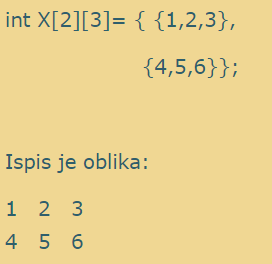 int X[2][3]= { {1,2,3},
{4,5,6}};
Ispis je oblika:
1 2 3
4 5 6